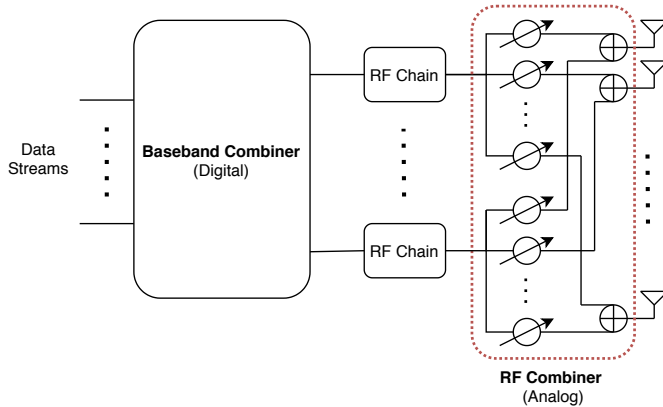 RF Chain
Baseband Combiner
(Digital)
Data
Streams
RF Chain
RF Combiner
(Analog)